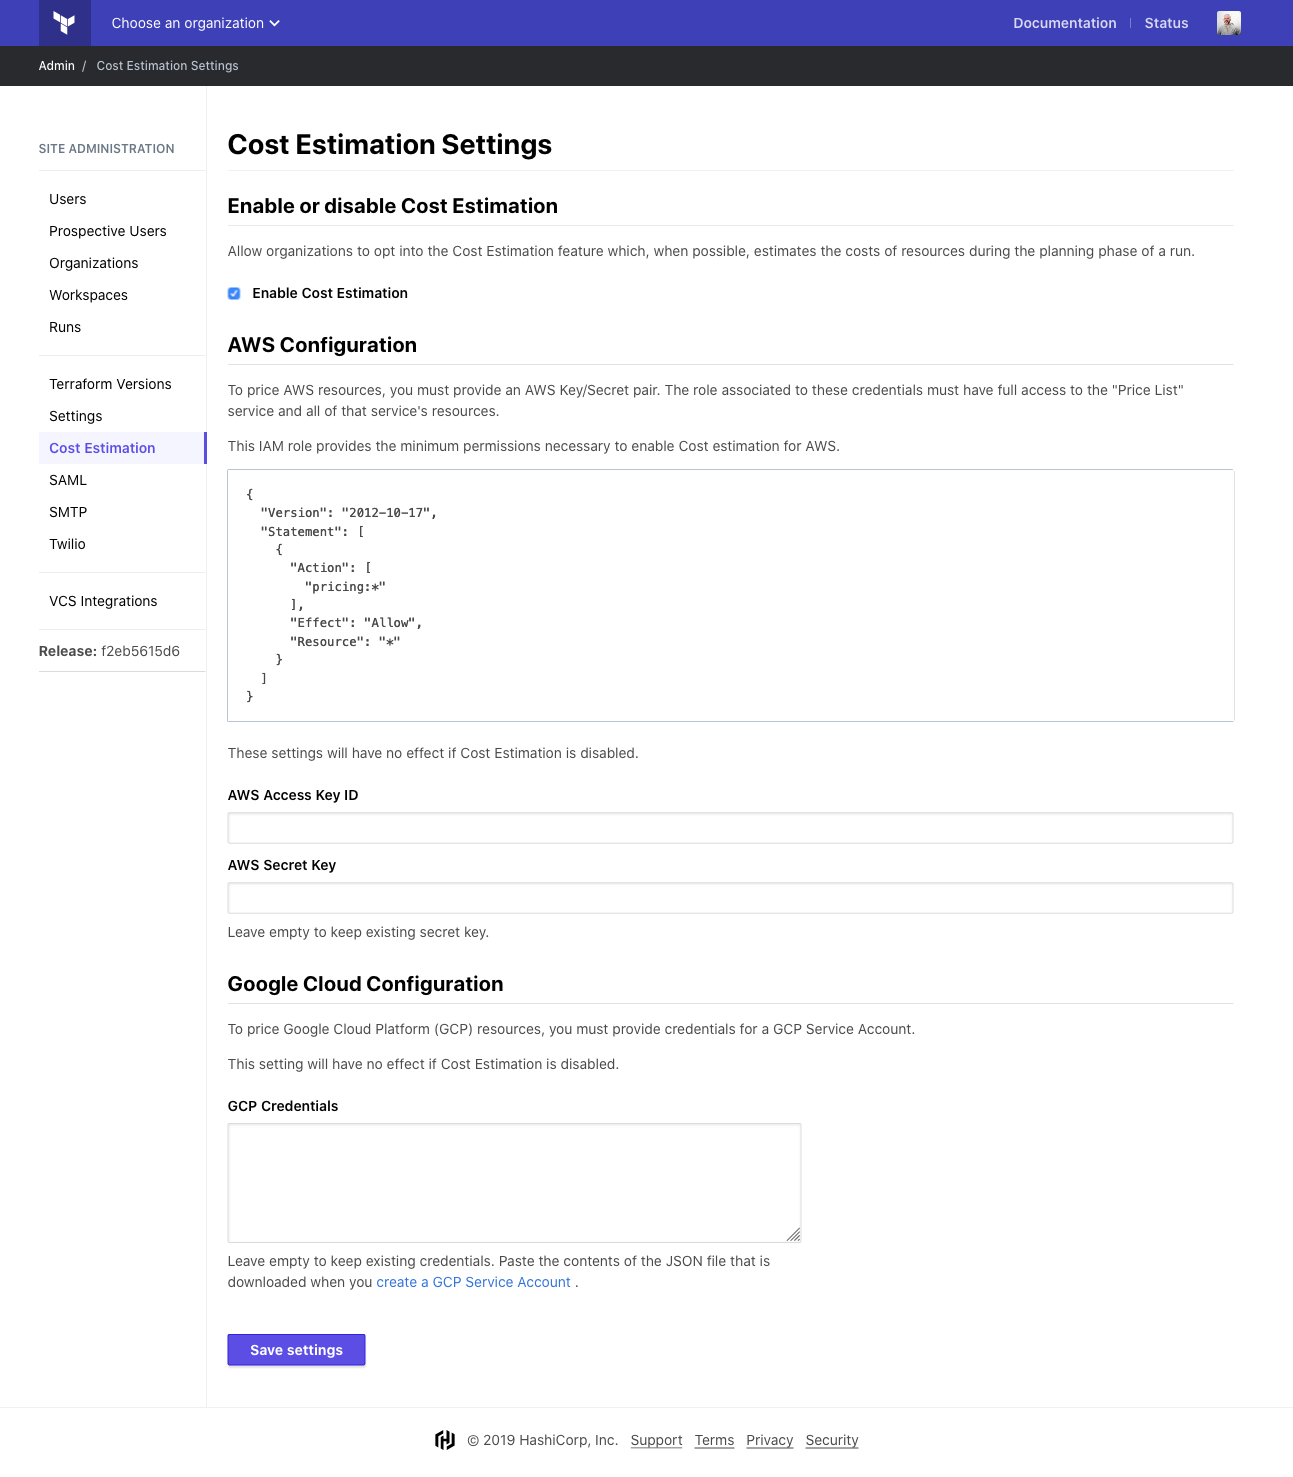 Choose an organization
Documentation | Status
Admin / Cost Estimation Settings
SITE ADMINISTRATION
Users
Prospective Users
Organizations
Workspaces
Runs
Terraform Versions
Settings
Cost Estimation
SAML
SMTP
Twilio
VCS Integrations
Release: f2eb5615d6
Cost Estimation Settings
Enable or disable Cost Estimation
Allow organizations to opt into the Cost Estimation feature which, when possible, estimates the costs of resources during the planning phase of a run.
Enable Cost Estimation
AWS Configuration
To price AWS resources, you must provide an AWS Key/Secret pair. The role associated to these credentials must have full access to the "Price List"
service and all of that service's resources.
This IAM role provides the minimum permissions necessary to enable Cost estimation for AWS.
{
  "Version": "2012-10-17",
  "Statement": [
    {
      "Action": [
        "pricing:*"
      ],
      "Effect": "Allow",
      "Resource": "*"
    }
  ]
}
These settings will have no effect if Cost Estimation is disabled.
AWS Access Key ID
AWS Secret Key
Leave empty to keep existing secret key.
Google Cloud Configuration
To price Google Cloud Platform (GCP) resources, you must provide credentials for a GCP Service Account.
This setting will have no effect if Cost Estimation is disabled.
GCP Credentials
Leave empty to keep existing credentials. Paste the contents of the JSON file that is
downloaded when you create a GCP Service Account .
Save settings
© 2019 HashiCorp, Inc. Support Terms Privacy Security